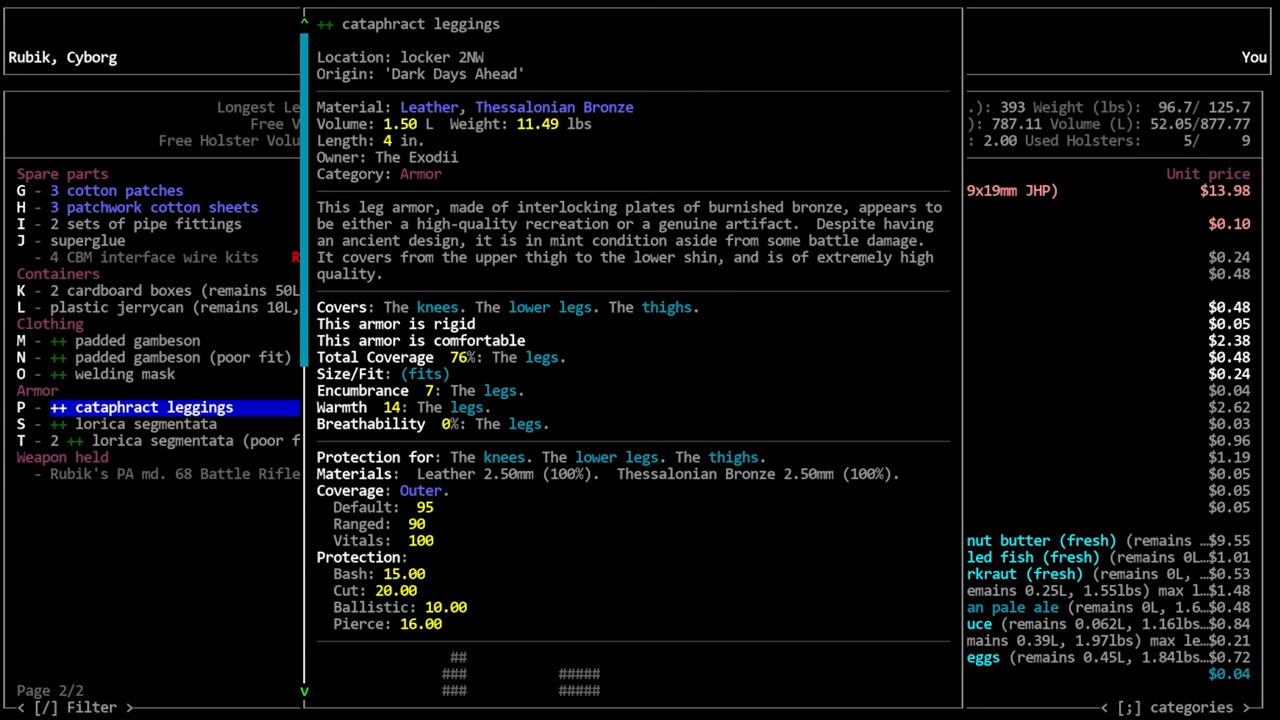 ^ ++ cataphract leggings
Rubik, Cyborg
You
Location: locker 2NW
Origin: 'Dark Days Ahead'
Material: Leather, Thessalonian Bronze
Volume: 1.50 L  Weight: 11.49 lbs
Length: 4 in.
Owner: The Exodii
Category: Armor
This leg armor, made of interlocking plates of burnished bronze, appears to
be either a high-quality recreation or a genuine artifact.  Despite having
an ancient design, it is in mint condition aside from some battle damage.
It covers from the upper thigh to the lower shin, and is of extremely high
quality.
Covers: The knees. The lower legs. The thighs.
This armor is rigid
This armor is comfortable
Total Coverage  76%: The legs.
Size/Fit: (fits)
Encumbrance  7: The legs.
Warmth  14: The legs.
Breathability  0%: The legs.
Protection for: The knees. The lower legs. The thighs.
Materials:  Leather 2.50mm (100%).  Thessalonian Bronze 2.50mm (100%).
Coverage: Outer.
Default:  95
Ranged:  90
Vitals:  100
Protection:
Bash: 15.00
Cut: 20.00
Ballistic: 10.00
Pierce: 16.00
##
### #####
### #####
v
Longest Le
Free V
Free Holster Volu
Spare parts
G - 3 cotton patches
H - 3 patchwork cotton sheets
I - 2 sets of pipe fittings
J - superglue
- 4 CBM interface wire kits    R
Containers
K - 2 cardboard boxes (remains 50L
L - plastic jerrycan (remains 10L,
Clothing
M - ++ padded gambeson
N - ++ padded gambeson (poor fit)
O - ++ welding mask
Armor
P - ++ cataphract leggings
S - ++ lorica segmentata
T - 2 ++ lorica segmentata (poor f
Weapon held
- Rubik's PA md. 68 Battle Rifle
Page 2/2
< [/] Filter >
.): 393 Weight (lbs):  96.7/ 125.7
): 787.11 Volume (L): 52.05/877.77
: 2.00 Used Holsters:    5/    9
Unit price
9x19mm JHP) $13.98
$0.10
$0.24
$0.48
$0.48
$0.05
$2.38
$0.48
$0.24
$0.04
$2.62
$0.03
$0.96
$1.19
$0.05
$0.05
$0.05
nut butter (fresh) (remains …$9.55
led fish (fresh) (remains 0L…$1.01
rkraut (fresh) (remains 0L, …$0.53
emains 0.25L, 1.55lbs) max l…$1.48
an pale ale (remains 0L, 1.6…$0.48
uce (remains 0.062L, 1.16lbs…$0.84
mains 0.39L, 1.97lbs) max le…$0.21
eggs (remains 0.45L, 1.84lbs…$0.72
$0.04
< [;] categories >